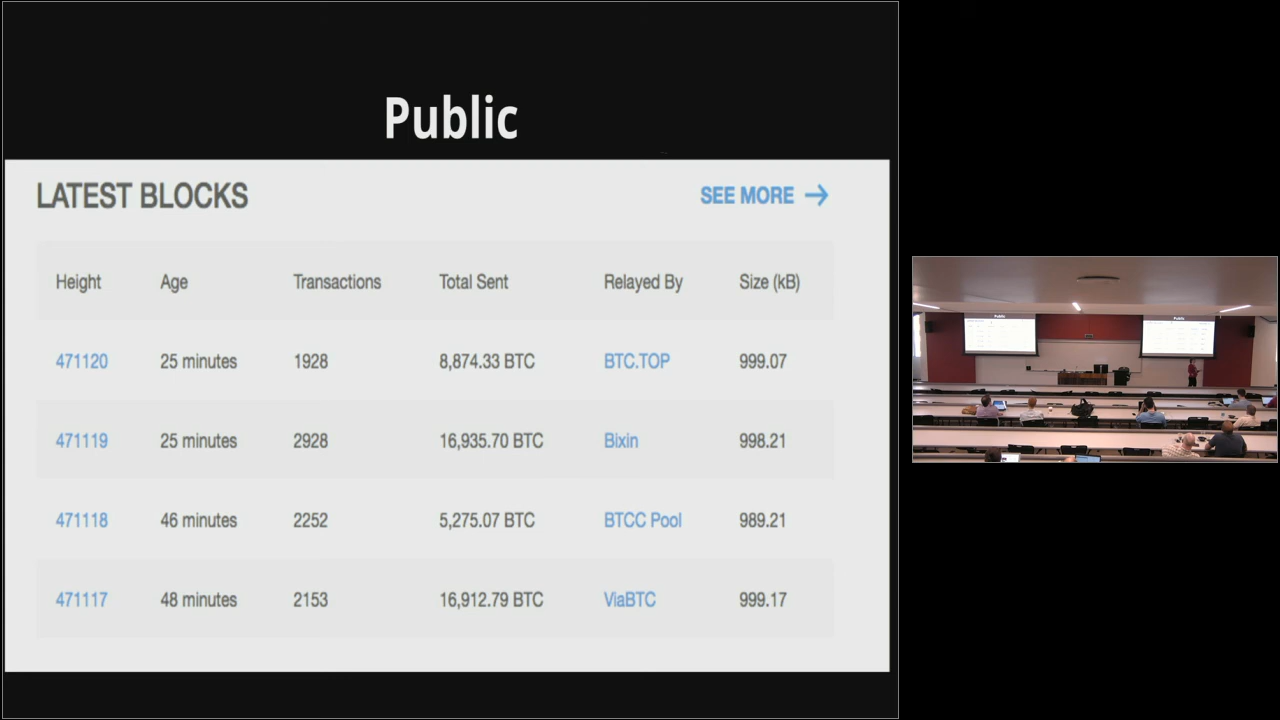 Public
LATEST BLOCKS SEE MORE →
Height Age Transactions Total Sent Relayed By Size (kB)
471120 25 minutes 1928 8,874.33 BTC BTC.TOP 999.07
471119 25 minutes 2928 16,935.70 BTC Bixin 998.21
471118 46 minutes 2252 5,275.07 BTC BTCC Pool 989.21
471117 48 minutes 2153 16,912.79 BTC ViaBTC 999.17
Public
Public